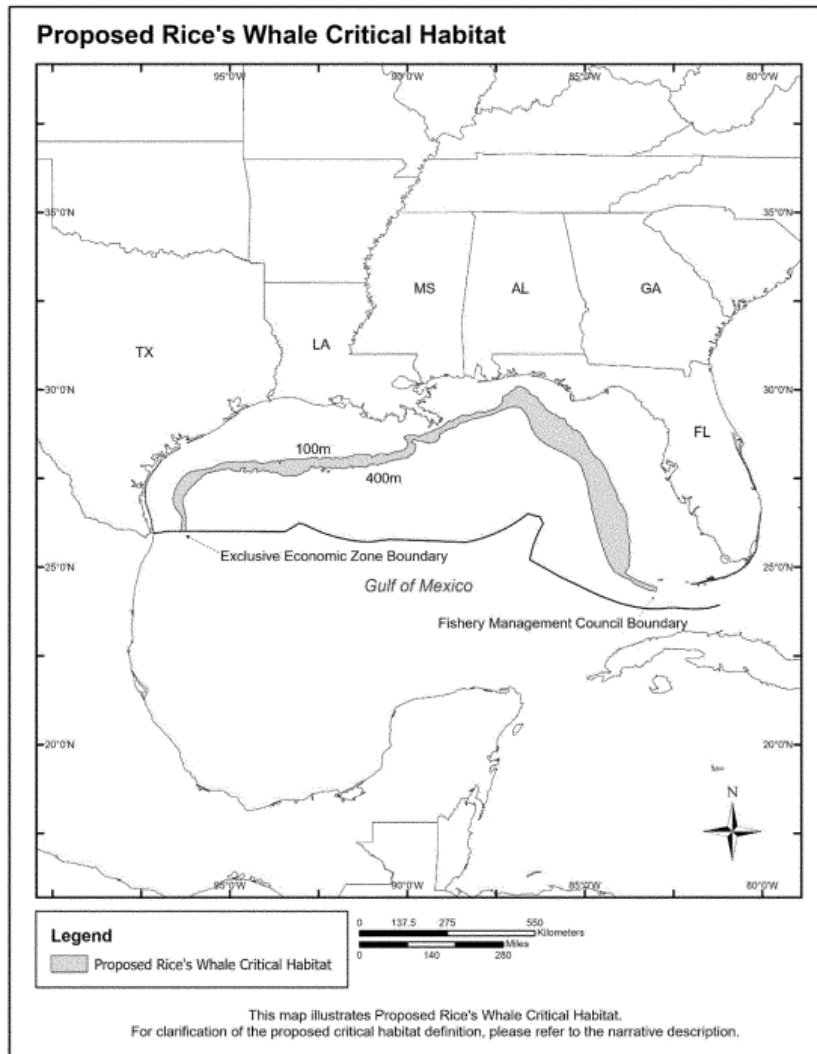 Proposed Rice's Whale Critical Habitat
95°0'W 90°0'W 85°0'W 80°0'W
35°0'N 35°0'N
MS AL GA
TX LA
30°0'N 30°0'N
FL
100m
400m
Exclusive Economic Zone Boundary
25°0'N 25°0'N
Gulf of Mexico
Fishery Management Council Boundary
20°0'N 20°0'N
N
95°0'W 90°0'W 85°0'W 80°0'W
Legend
Proposed Rice's Whale Critical Habitat
0 137.5 275 550
Kilometers
Miles
0 140 280
This map illustrates Proposed Rice's Whale Critical Habitat.
For clarification of the proposed critical habitat definition, please refer to the narrative description.